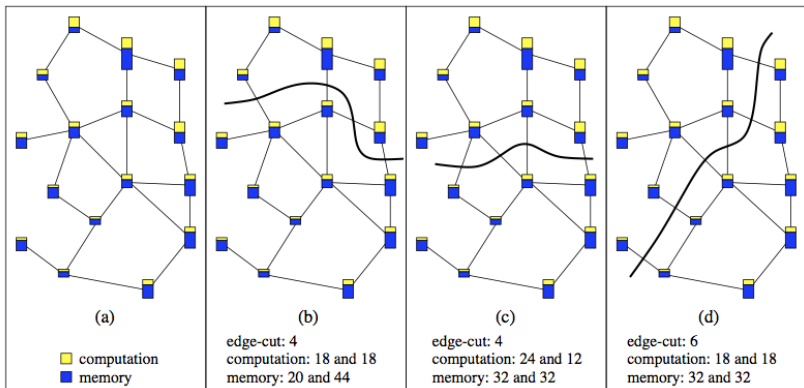 (a)
computation
memory
(b)
edge-cut: 4
computation: 18 and 18
memory: 20 and 44
(c)
edge-cut: 4
computation: 24 and 12
memory: 32 and 32
(d)
edge-cut: 6
computation: 18 and 18
memory: 32 and 32